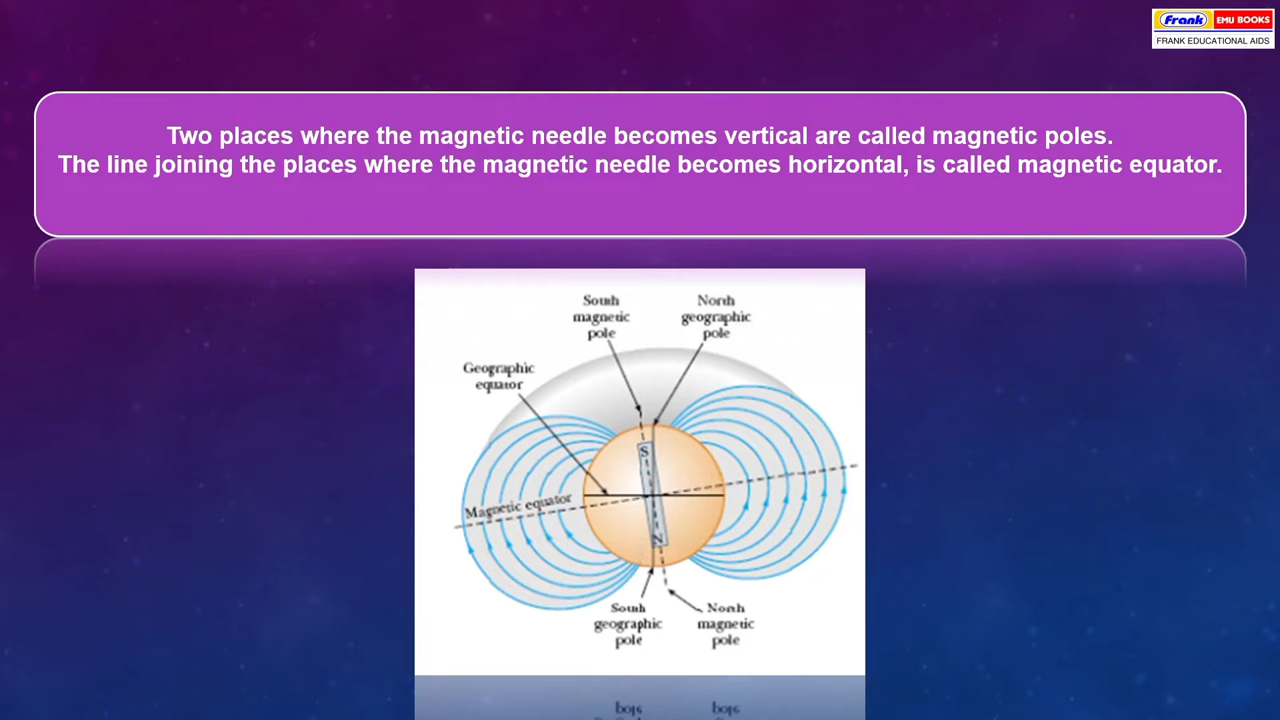 Frank EMU BOOKS
FRANK EDUCATIONAL AIDS
Two places where the magnetic needle becomes vertical are called magnetic poles.
The line joining the places where the magnetic needle becomes horizontal, is called magnetic equator.
South
magnetic
pole
North
geographic
pole
Geographic
equator
S
Magnetic equator
N
South
geographic
pole
North
magnetic
pole